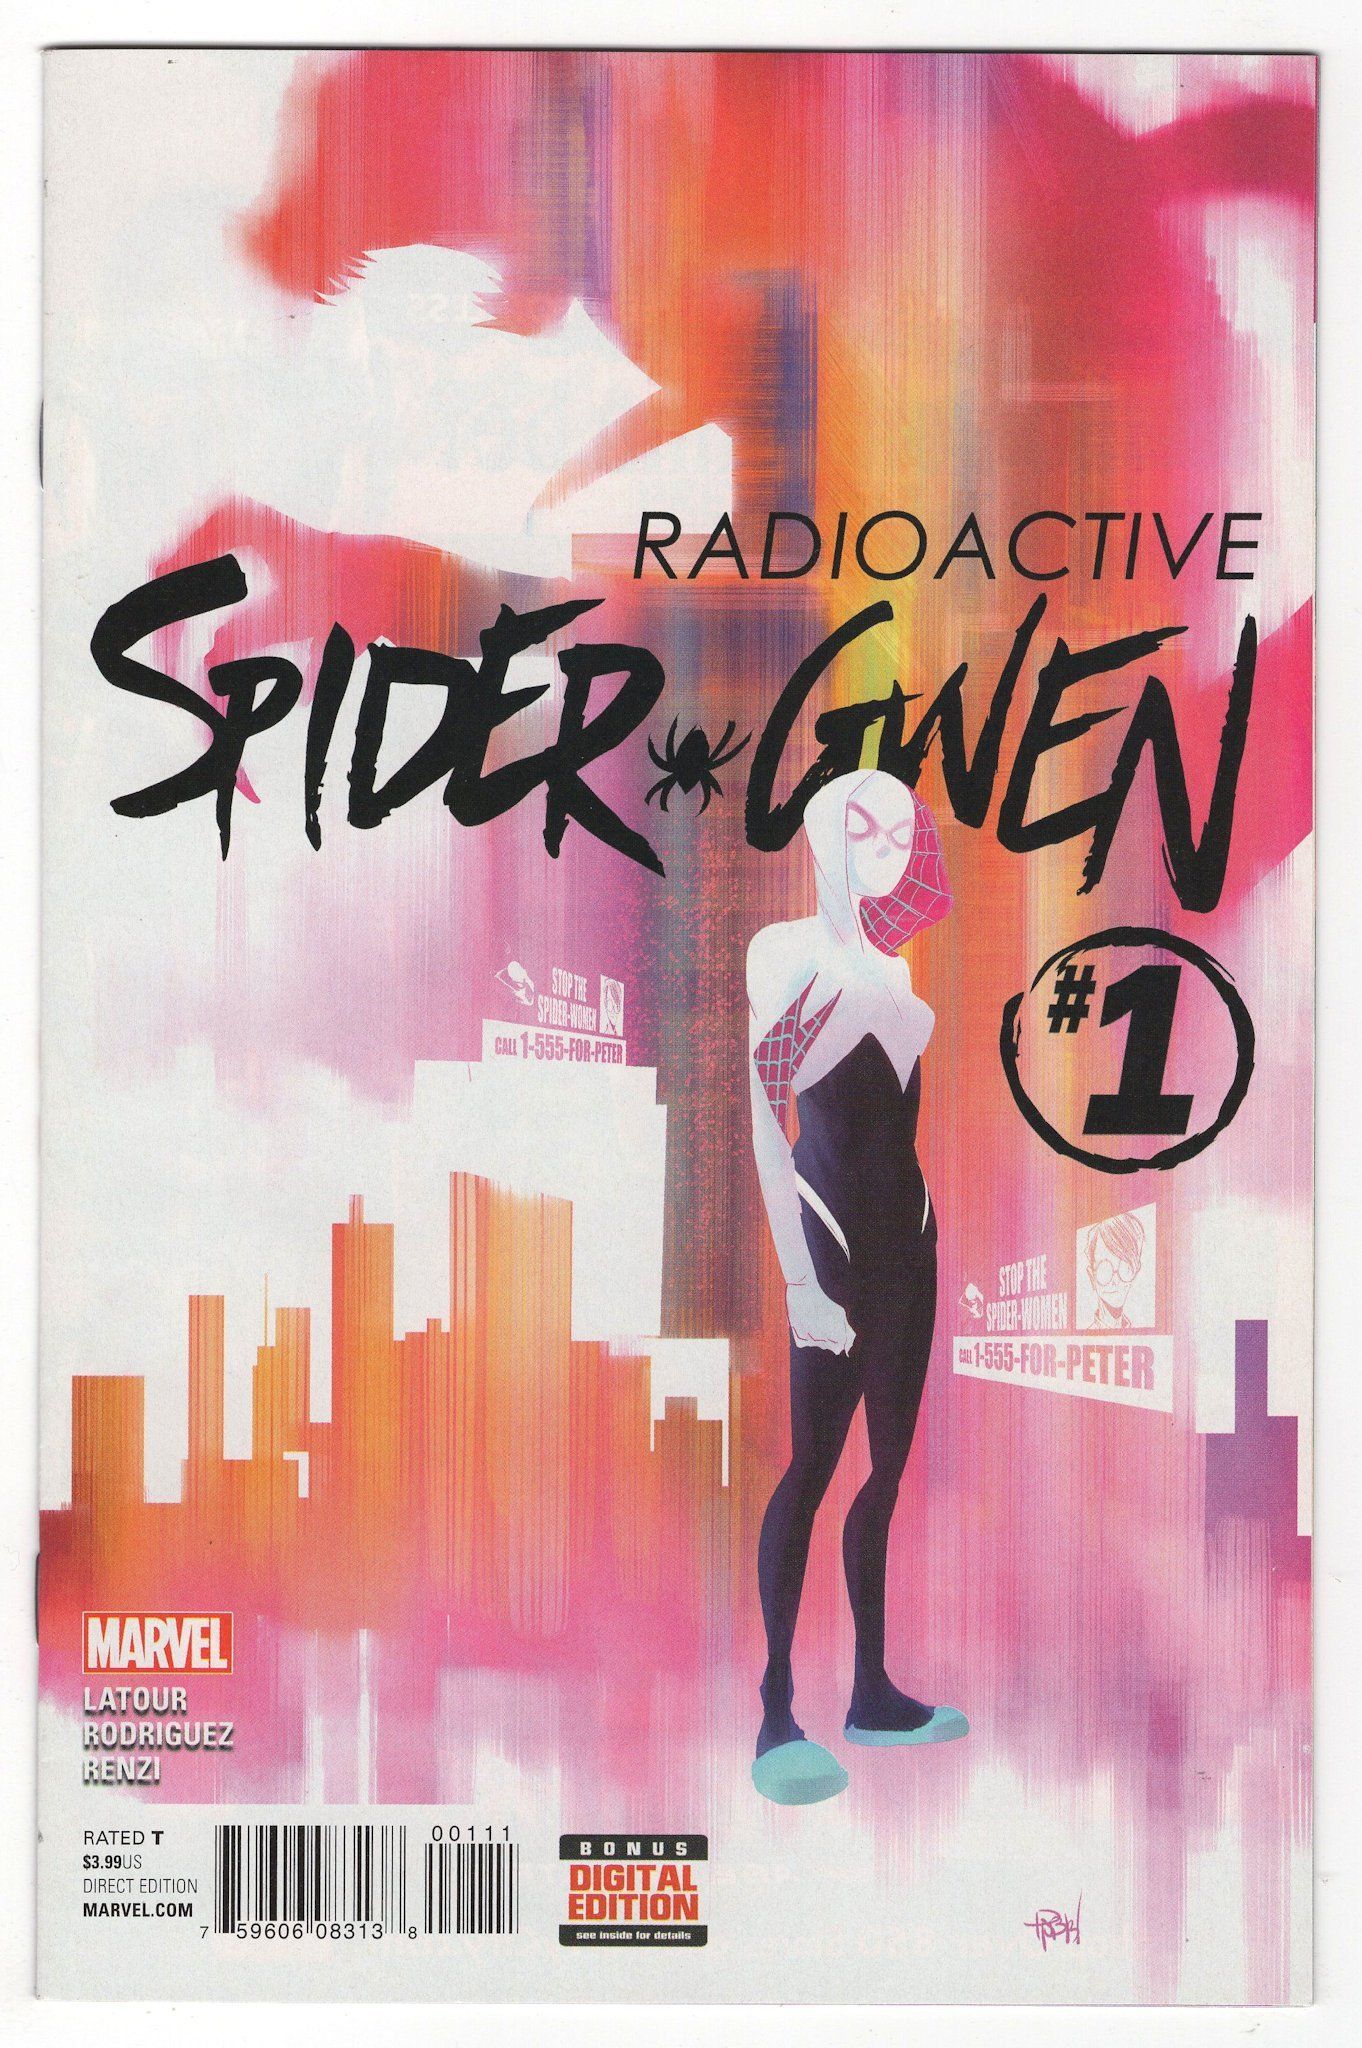 RADIOACTIVE
SPIDER GWEN
#1
STOP THE
SPIDER-WOMEN
CALL 1-555-FOR-PETER
STOP THE
SPIDER-WOMEN
CALL 1-555-FOR-PETER
MARVEL
LATOUR
RODRIGUEZ
RENZI
RATED T
$3.99US
DIRECT EDITION
MARVEL.COM
00111
7 59606 08313 8
BONUS
DIGITAL
EDITION
see inside for details